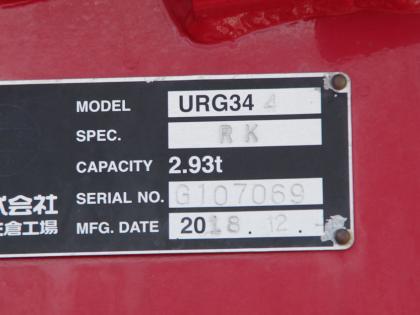 MODEL URG344
SPEC. RK
CAPACITY 2.93t
SERIAL NO. G107069
式会社
倉工場 MFG. DATE 2018.12.